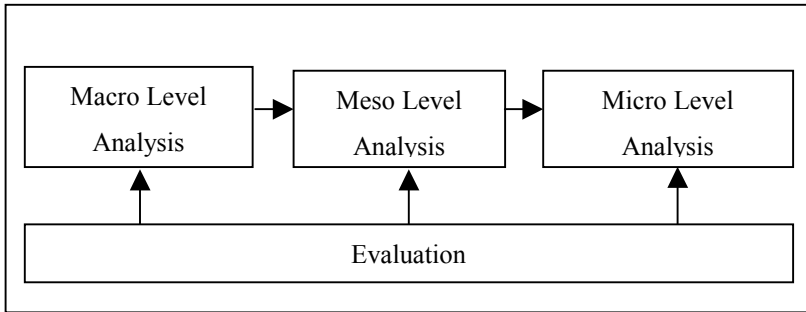 Macro Level
Analysis
Meso Level
Analysis
Micro Level
Analysis
Evaluation